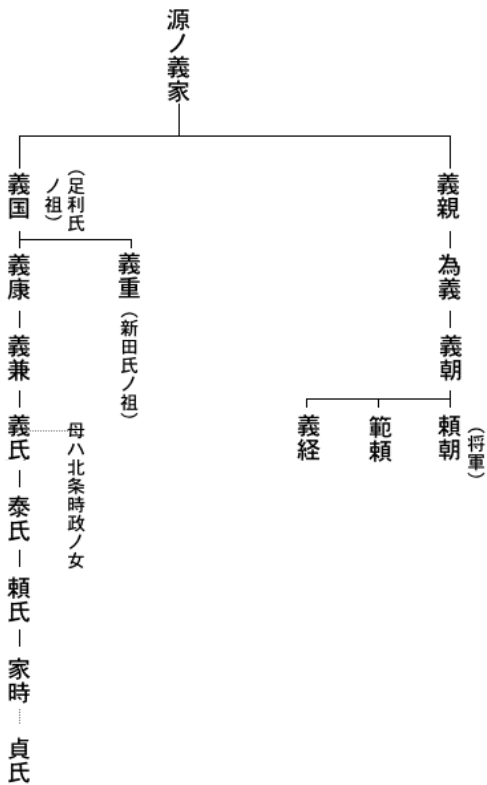 源ノ義家
義親
為義
義朝
頼朝
（将軍）
範頼
義経
義国
（足利氏
ノ祖）
義重
（新田氏ノ祖）
義康
義兼
義氏
母ハ北条時政ノ女
泰氏
頼氏
家時
貞氏